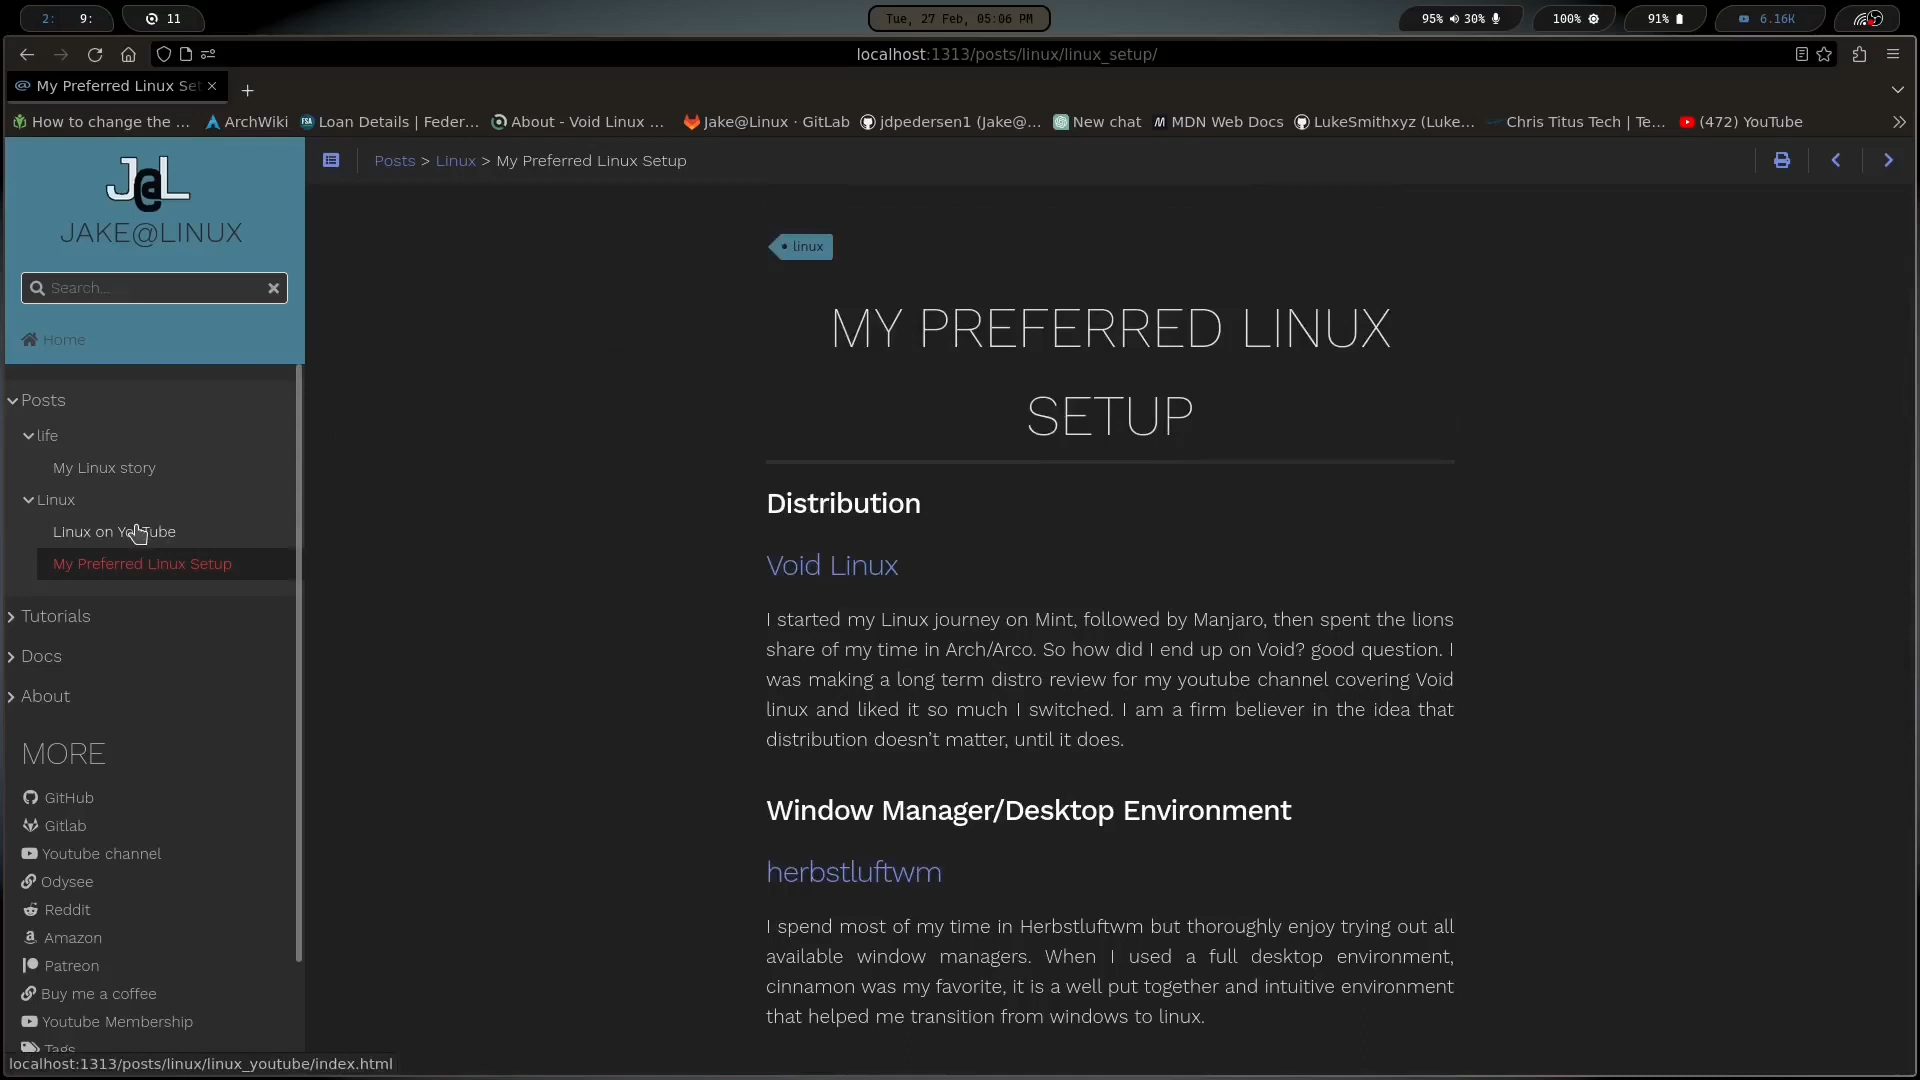 2: 9: 11 Tue, 27 Feb, 05:06 PM 95% 30% 100% 91% 6.16K
localhost:1313/posts/linux/linux_setup/
My Preferred Linux Set
How to change the ... ArchWiki Loan Details | Feder... About - Void Linux ... Jake@Linux · GitLab jdpedersen1 (Jake@... New chat MDN Web Docs LukeSmithxyz (Luke... Chris Titus Tech | Te... (472) YouTube
J@L
JAKE@LINUX
Search...
Home
Posts
life
My Linux story
Linux
Linux on YouTube
My Preferred Linux Setup
Tutorials
Docs
About
MORE
GitHub
Gitlab
Youtube channel
Odysee
Reddit
Amazon
Patreon
Buy me a coffee
Youtube Membership
Tags
localhost:1313/posts/linux/linux_youtube/index.html
Posts > Linux > My Preferred Linux Setup
linux
MY PREFERRED LINUX
SETUP
Distribution
Void Linux
I started my Linux journey on Mint, followed by Manjaro, then spent the lions
share of my time in Arch/Arco. So how did I end up on Void? good question. I
was making a long term distro review for my youtube channel covering Void
linux and liked it so much I switched. I am a firm believer in the idea that
distribution doesn't matter, until it does.
Window Manager/Desktop Environment
herbstluftwm
I spend most of my time in Herbstluftwm but thoroughly enjoy trying out all
available window managers. When I used a full desktop environment,
cinnamon was my favorite, it is a well put together and intuitive environment
that helped me transition from windows to linux.